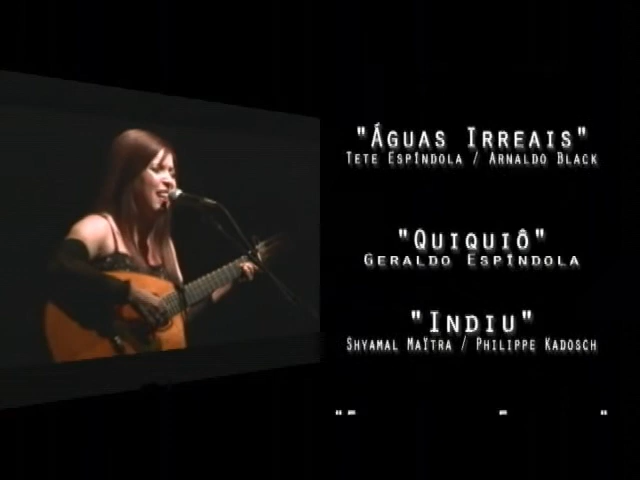 "Águas Irreais"
Tete Espíndola / Arnaldo Black
"Quiquiô"
Geraldo Espíndola
"Indiu"
Shyamal Maÿtra / Philippe Kadosch